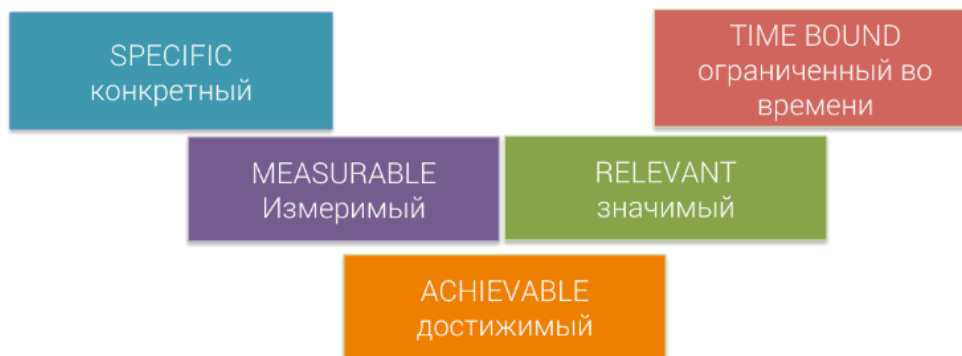 SPECIFIC
конкретный
TIME BOUND
ограниченный во
времени
MEASURABLE
Измеримый
RELEVANT
значимый
ACHIEVABLE
достижимый